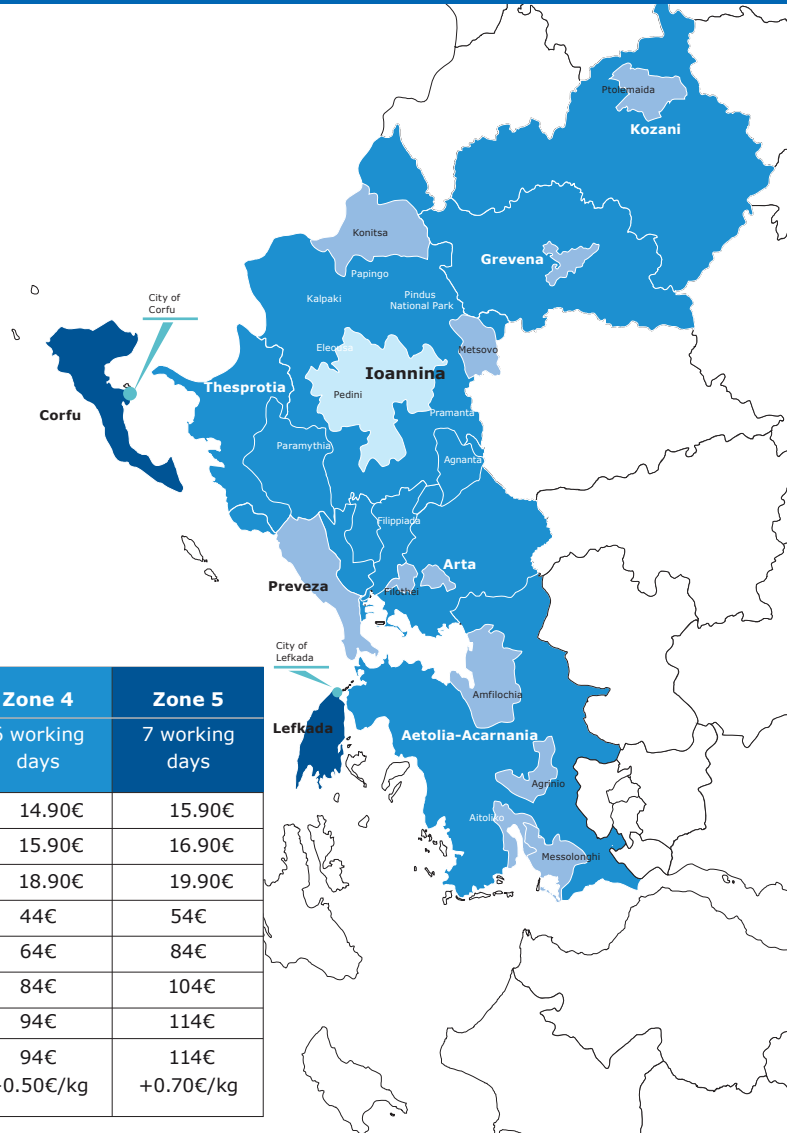 Ptolemaida
Kozani
Konitsa
Grevena
Papingo
City of
Corfu
Kalpaki
Pindus
National Park
Eleousa
Metsovo
Ioannina
Thesprotia
Pedini
Corfu
Pramanta
Paramythia
Agnanta
Filippiada
Arta
Preveza
Filothei
City of
Lefkada
Amfilochia
Lefkada
Aetolia-Acarnania
Agrinio
Aitoliko
Messolonghi
Zone 4 Zone 5
working 7 working
days days
14.90€ 15.90€
15.90€ 16.90€
18.90€ 19.90€
44€ 54€
64€ 84€
84€ 104€
94€ 114€
94€ 114€
0.50€/kg +0.70€/kg